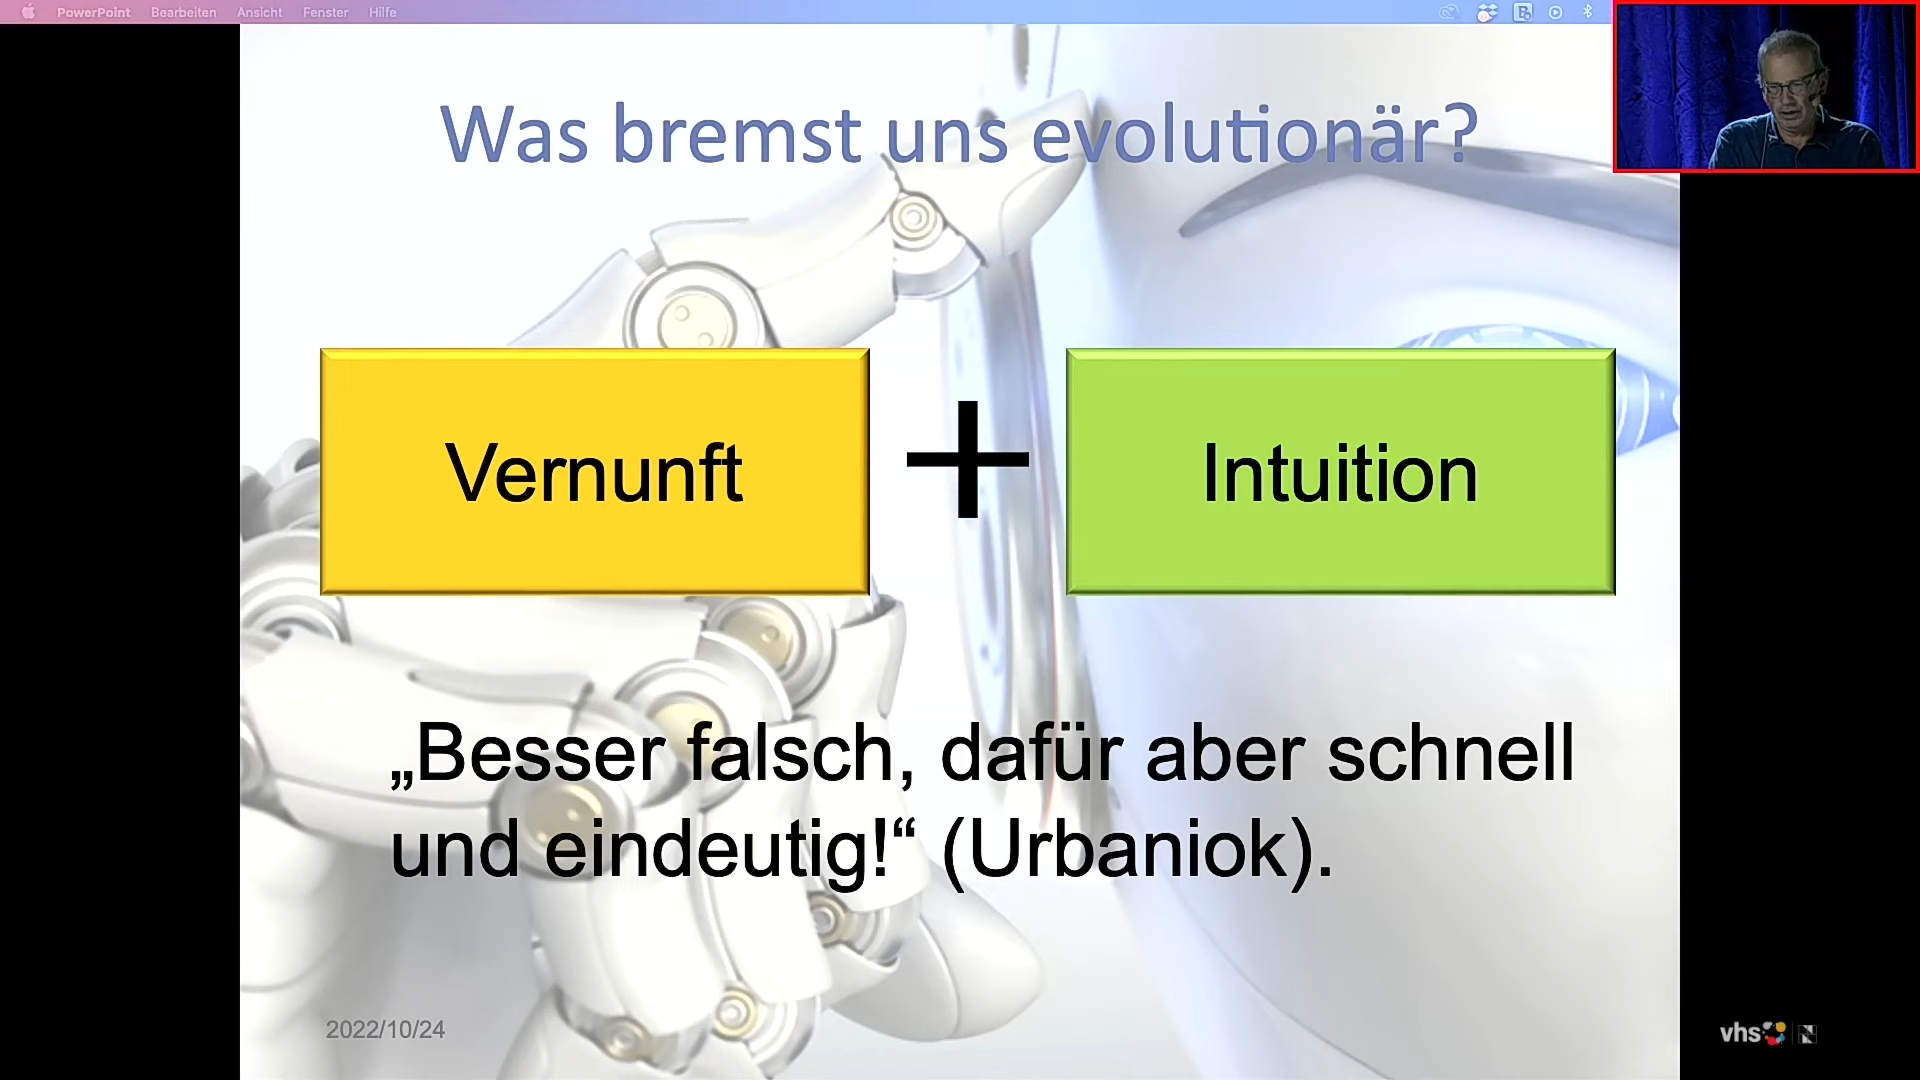 PowerPoint Bearbeiten Ansicht Fenster Hilfe
Was bremst uns evolutionär?
Vernunft + Intuition
„Besser falsch, dafür aber schnell
und eindeutig!“ (Urbaniok).
2022/10/24
vhs